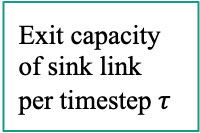 Exit capacity
of sink link
per timestep τ